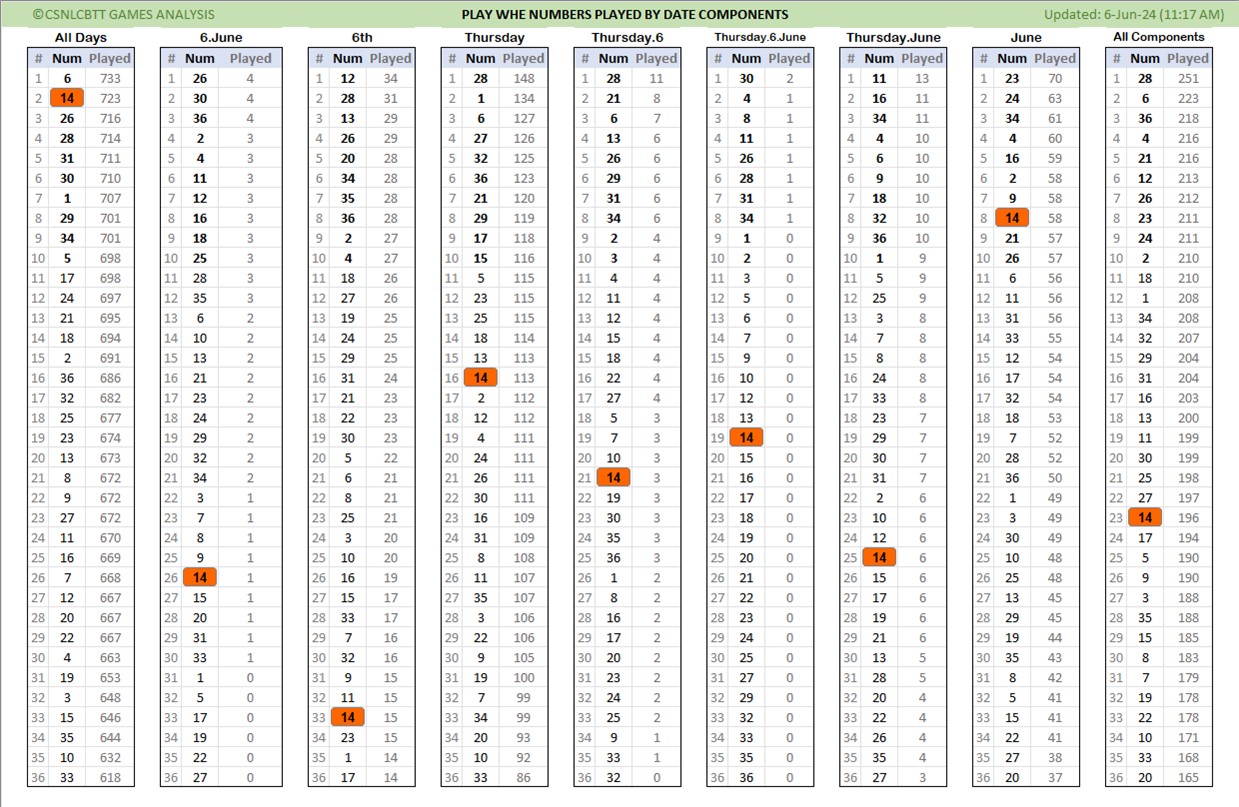 ©CSNLCBTT GAMES ANALYSIS PLAY WHE NUMBERS PLAYED BY DATE COMPONENTS Updated: 6-Jun-24 (11:17 AM)
All Days 6.June 6th Thursday Thursday.6 Thursday.6.June Thursday.June June All Components
# Num Played # Num Played # Num Played # Num Played # Num Played # Num Played # Num Played # Num Played # Num Played
1 6 733 1 26 4 1 12 34 1 28 148 1 28 11 1 30 2 1 11 13 1 23 70 1 28 251
2 14 723 2 30 4 2 28 31 2 1 134 2 21 8 2 4 1 2 16 11 2 24 63 2 6 223
3 26 716 3 36 4 3 13 29 3 6 127 3 6 7 3 8 1 3 34 11 3 34 61 3 36 218
4 28 714 4 2 3 4 26 29 4 27 126 4 13 6 4 11 1 4 4 10 4 4 60 4 4 216
5 31 711 5 4 3 5 20 28 5 32 125 5 26 6 5 26 1 5 6 10 5 16 59 5 21 216
6 30 710 6 11 3 6 34 28 6 36 123 6 29 6 6 28 1 6 9 10 6 2 58 6 12 213
7 1 707 7 12 3 7 35 28 7 21 120 7 31 6 7 31 1 7 18 10 7 9 58 7 26 212
8 29 701 8 16 3 8 36 28 8 29 119 8 34 6 8 34 1 8 32 10 8 14 58 8 23 211
9 34 701 9 18 3 9 2 27 9 17 118 9 2 4 9 1 0 9 36 10 9 21 57 9 24 211
10 5 698 10 25 3 10 4 27 10 15 116 10 3 4 10 2 0 10 1 9 10 26 57 10 2 210
11 17 698 11 28 3 11 18 26 11 5 115 11 4 4 11 3 0 11 5 9 11 6 56 11 18 210
12 24 697 12 35 3 12 27 26 12 23 115 12 11 4 12 5 0 12 25 9 12 11 56 12 1 208
13 21 695 13 6 2 13 19 25 13 25 115 13 12 4 13 6 0 13 3 8 13 31 56 13 34 208
14 18 694 14 10 2 14 24 25 14 18 114 14 15 4 14 7 0 14 7 8 14 33 55 14 32 207
15 2 691 15 13 2 15 29 25 15 13 113 15 18 4 15 9 0 15 8 8 15 12 54 15 29 204
16 36 686 16 21 2 16 31 24 16 14 113 16 22 4 16 10 0 16 24 8 16 17 54 16 31 204
17 32 682 17 23 2 17 21 23 17 2 112 17 27 4 17 12 0 17 33 8 17 32 54 17 16 203
18 25 677 18 24 2 18 22 23 18 12 112 18 5 3 18 13 0 18 23 7 18 18 53 18 13 200
19 23 674 19 29 2 19 30 23 19 4 111 19 7 3 19 14 0 19 29 7 19 7 52 19 11 199
20 13 673 20 32 2 20 5 22 20 24 111 20 10 3 20 15 0 20 30 7 20 28 52 20 30 199
21 8 672 21 34 2 21 6 21 21 26 111 21 14 3 21 16 0 21 31 7 21 36 50 21 25 198
22 9 672 22 3 1 22 8 21 22 30 111 22 19 3 22 17 0 22 2 6 22 1 49 22 27 197
23 27 672 23 7 1 23 25 21 23 16 109 23 30 3 23 18 0 23 10 6 23 3 49 23 14 196
24 11 670 24 8 1 24 3 20 24 31 109 24 35 3 24 19 0 24 12 6 24 30 49 24 17 194
25 16 669 25 9 1 25 10 20 25 8 108 25 36 3 25 20 0 25 14 6 25 10 48 25 5 190
26 7 668 26 14 1 26 16 19 26 11 107 26 1 2 26 21 0 26 15 6 26 25 48 26 9 190
27 12 667 27 15 1 27 15 17 27 35 107 27 8 2 27 22 0 27 17 6 27 13 45 27 3 188
28 20 667 28 20 1 28 33 17 28 3 106 28 16 2 28 23 0 28 19 6 28 29 45 28 35 188
29 22 667 29 31 1 29 7 16 29 22 106 29 17 2 29 24 0 29 21 6 29 19 44 29 15 185
30 4 663 30 33 1 30 32 16 30 9 105 30 20 2 30 25 0 30 13 5 30 35 43 30 8 183
31 19 653 31 1 0 31 9 15 31 19 100 31 23 2 31 27 0 31 28 5 31 8 42 31 7 179
32 3 648 32 5 0 32 11 15 32 7 99 32 24 2 32 29 0 32 20 4 32 5 41 32 19 178
33 15 646 33 17 0 33 14 15 33 34 99 33 25 2 33 32 0 33 22 4 33 15 41 33 22 178
34 35 644 34 19 0 34 23 15 34 20 93 34 9 1 34 33 0 34 26 4 34 22 41 34 10 171
35 10 632 35 22 0 35 1 14 35 10 92 35 33 1 35 35 0 35 35 4 35 27 38 35 33 168
36 33 618 36 27 0 36 17 14 36 33 86 36 32 0 36 36 0 36 27 3 36 20 37 36 20 165